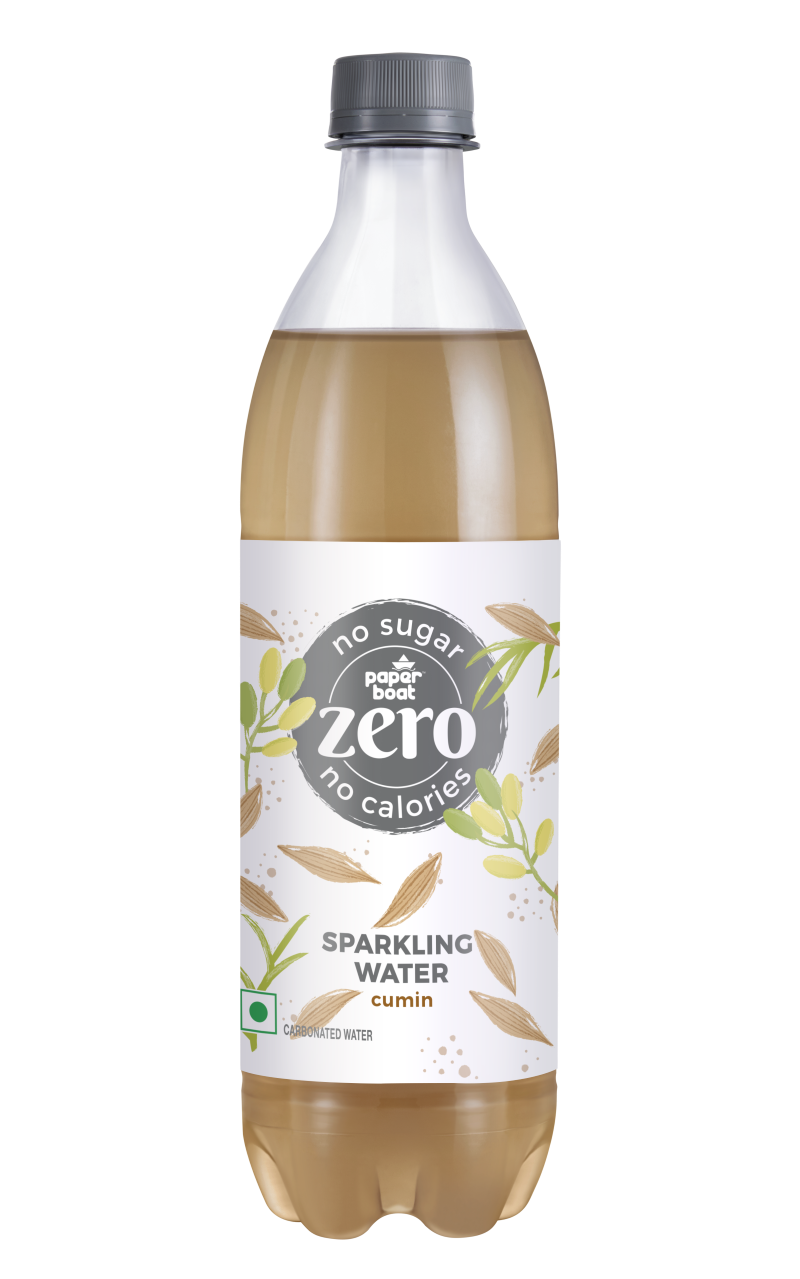 no sugar
paper
boat
zero
no calories
SPARKLING
WATER
cumin
CARBONATED WATER